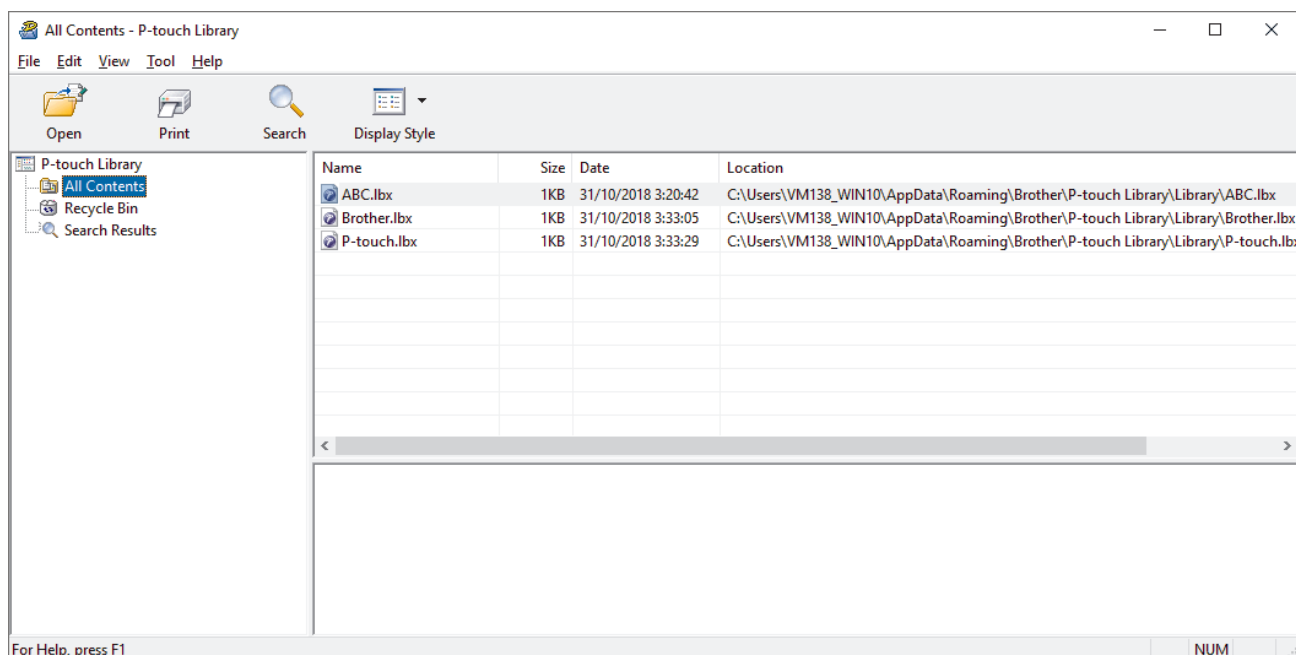 All Contents - P-touch Library
File Edit View Tool Help
Open Print Search Display Style
P-touch Library
All Contents
Recycle Bin
Search Results
Name Size Date Location
ABC.lbx 1KB 31/10/2018 3:20:42 C:\Users\VM138_WIN10\AppData\Roaming\Brother\P-touch Library\Library\ABC.lbx
Brother.lbx 1KB 31/10/2018 3:33:05 C:\Users\VM138_WIN10\AppData\Roaming\Brother\P-touch Library\Library\Brother.lbx
P-touch.lbx 1KB 31/10/2018 3:33:29 C:\Users\VM138_WIN10\AppData\Roaming\Brother\P-touch Library\Library\P-touch.lb
For Help, press F1 NUM